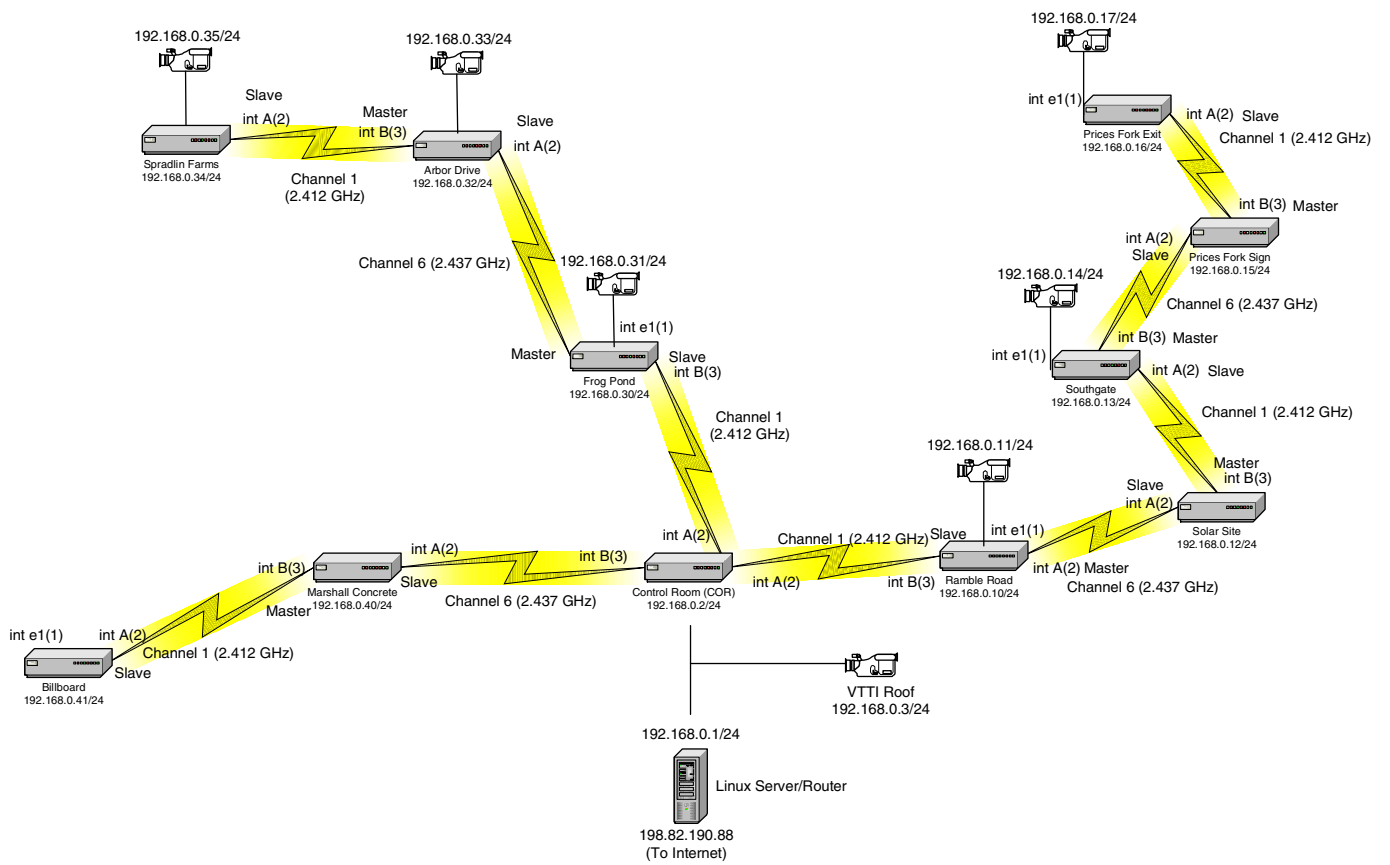 192.168.0.35/24
192.168.0.33/24
192.168.0.17/24
Slave
int A(2)
Master
int B(3)
Slave
int A(2)
Spradlin Farms
192.168.0.34/24
Arbor Drive
192.168.0.32/24
Channel 1
(2.412 GHz)
int e1(1)
int A(2) Slave
Channel 1 (2.412 GHz)
Prices Fork Exit
192.168.0.16/24
int B(3) Master
int A(2)
Slave
Prices Fork Sign
192.168.0.15/24
Channel 6 (2.437 GHz)
192.168.0.31/24
int e1(1)
Master
Slave
int B(3)
Frog Pond
192.168.0.30/24
192.168.0.14/24
Channel 6 (2.437 GHz)
int B(3) Master
int e1(1)
int A(2) Slave
Southgate
192.168.0.13/24
Channel 1 (2.412 GHz)
Channel 1
(2.412 GHz)
192.168.0.11/24
Master
int B(3)
Slave
int A(2)
Solar Site
192.168.0.12/24
int A(2)
int B(3)
int A(2)
Channel 1 (2.412 GHz)
Slave
int e1(1)
int B(3)
Marshall Concrete
192.168.0.40/24
Slave
Channel 6 (2.437 GHz)
Control Room (COR)
192.168.0.2/24
int A(2)
int B(3)
Ramble Road
192.168.0.10/24
int A(2) Master
Channel 6 (2.437 GHz)
Master
int e1(1)
int A(2)
Channel 1 (2.412 GHz)
Slave
Billboard
192.168.0.41/24
VTTI Roof
192.168.0.3/24
192.168.0.1/24
Linux Server/Router
198.82.190.88
(To Internet)